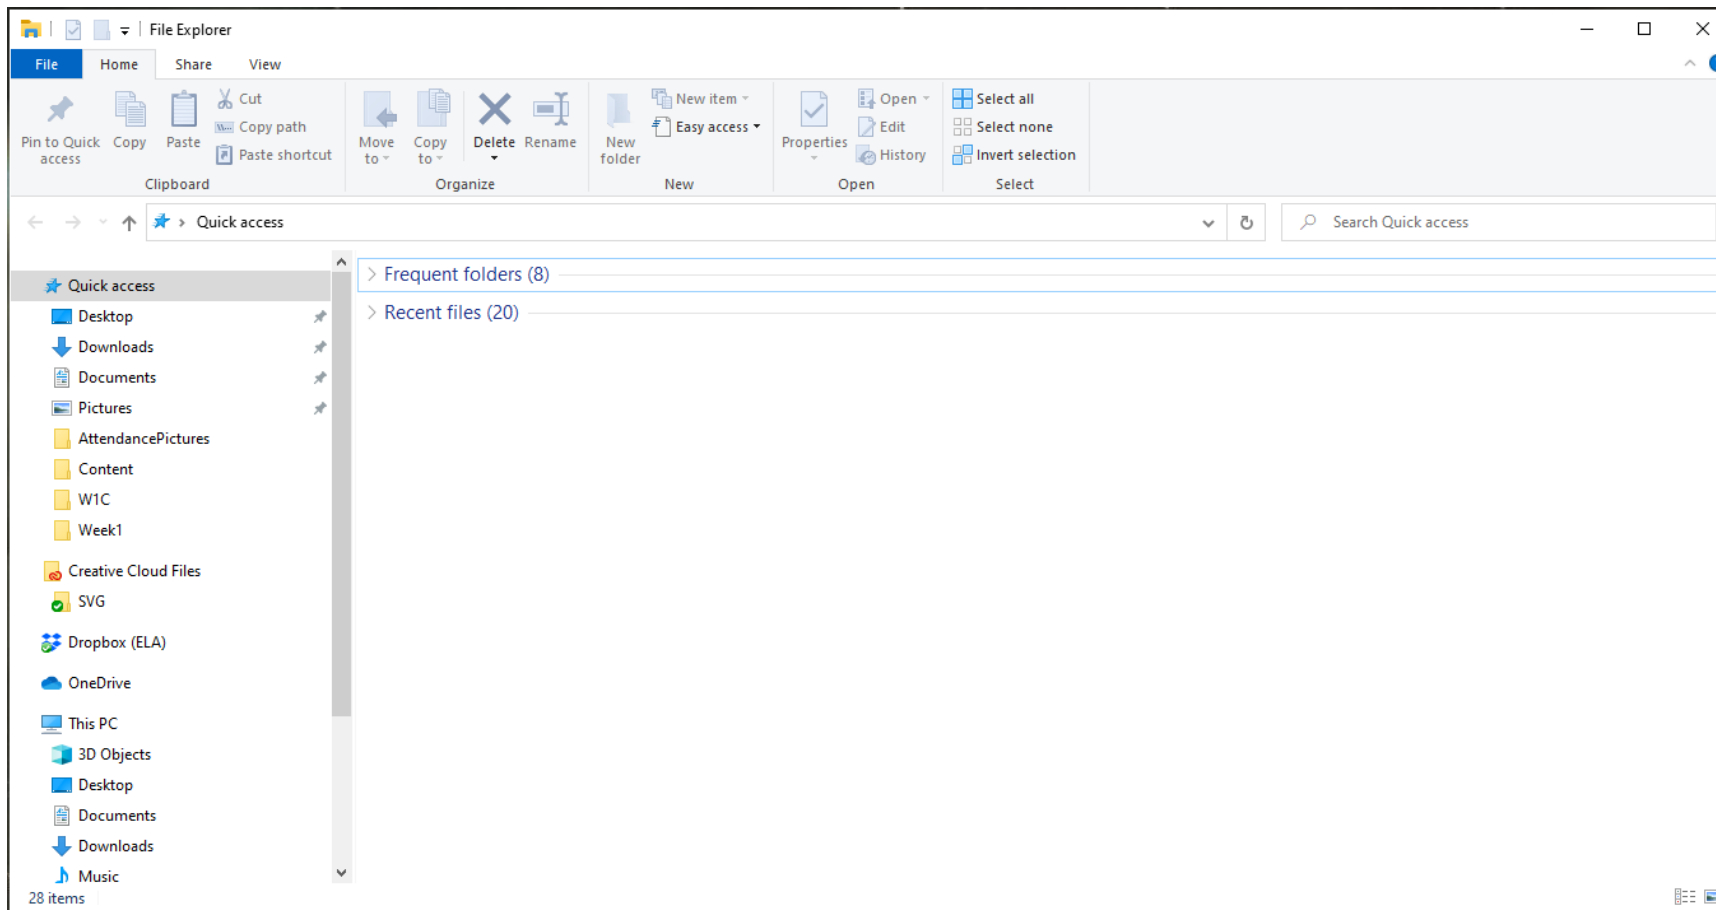 File Explorer
File Home Share View
Pin to Quick access
Copy
Paste
Cut
Copy path
Paste shortcut
Clipboard
Move to
Copy to
Delete
Rename
Organize
New folder
New item
Easy access
New
Properties
Open
Edit
History
Open
Select all
Select none
Invert selection
Select
Quick access
Search Quick access
Quick access
Desktop
Downloads
Documents
Pictures
AttendancePictures
Content
W1C
Week1
Creative Cloud Files
SVG
Dropbox (ELA)
OneDrive
This PC
3D Objects
Desktop
Documents
Downloads
Music
Frequent folders (8)
Recent files (20)
28 items